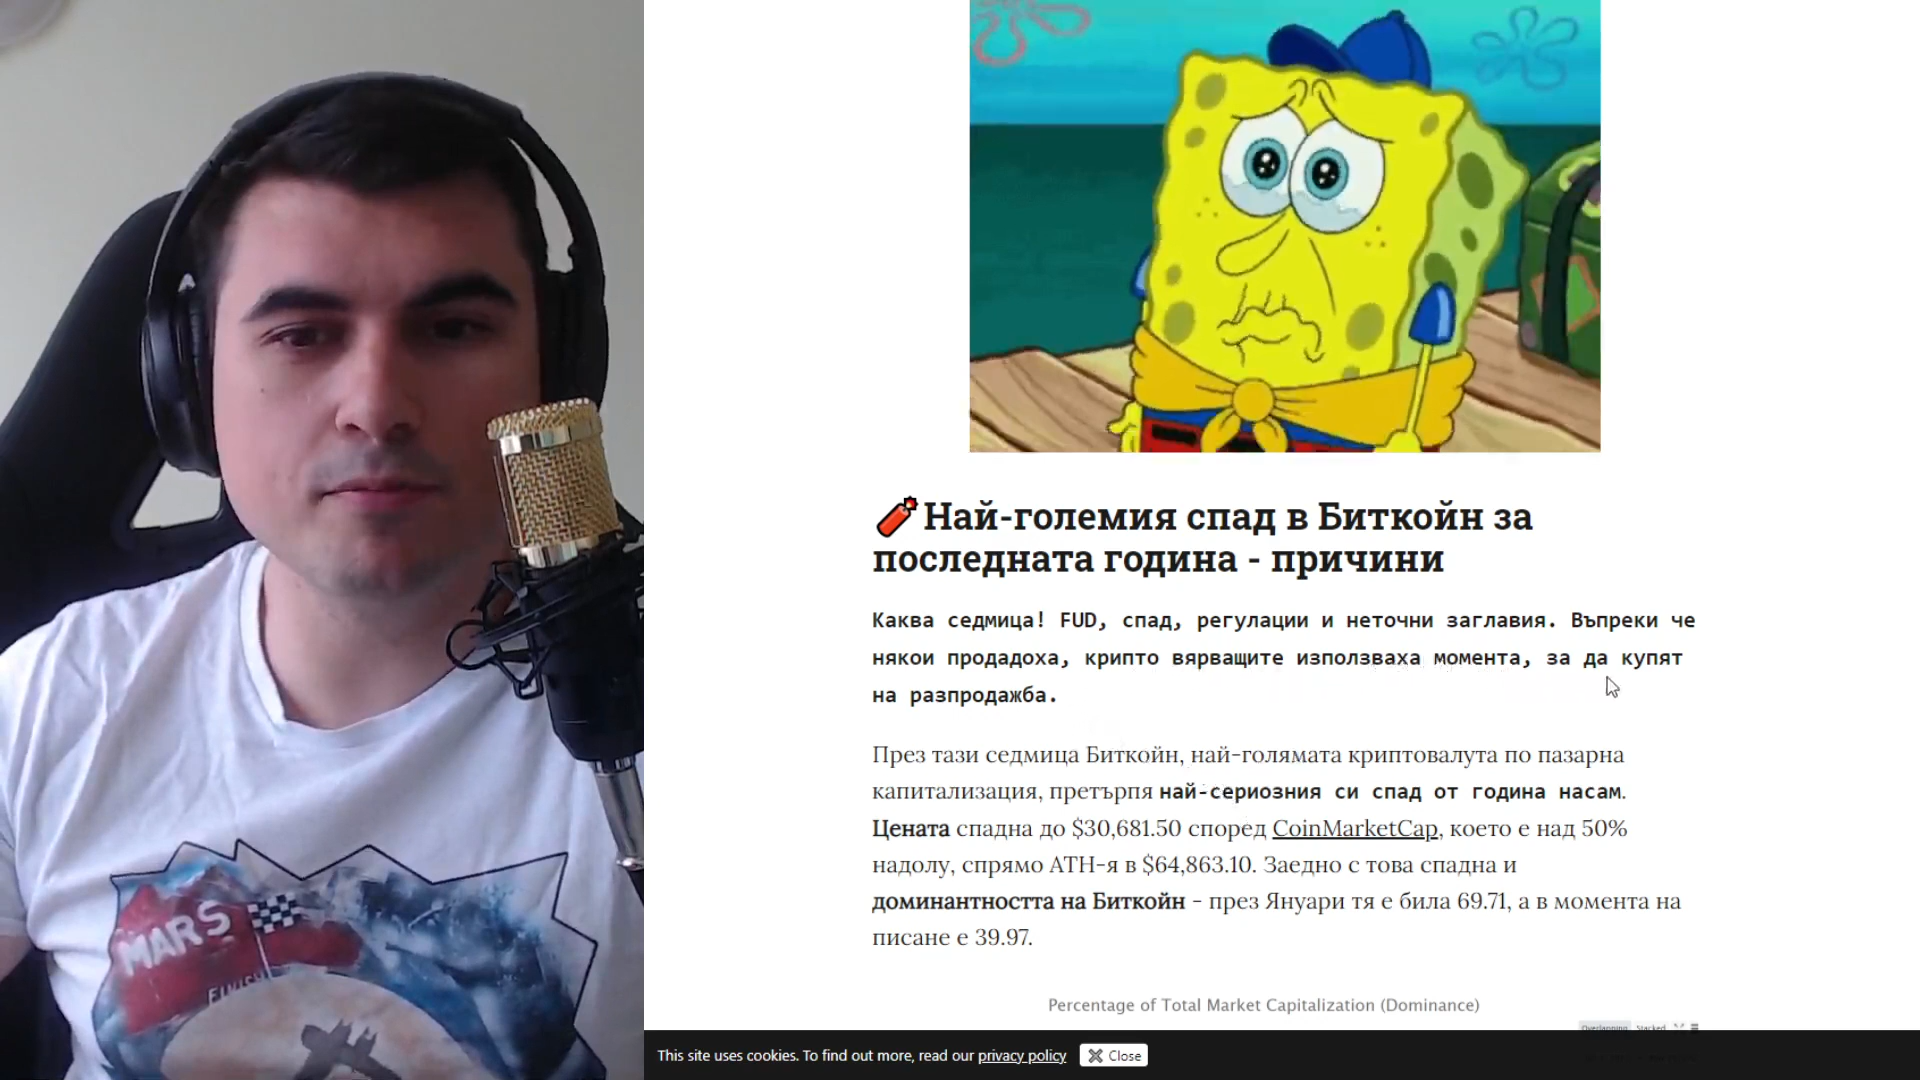 MARS
FINISH
🧨Най-големия спад в Биткойн за
последната година - причини
Каква седмица! FUD, спад, регулации и неточни заглавия. Въпреки че
някои продадоха, крипто вярващите използваха момента, за да купят
на разпродажба.
През тази седмица Биткойн, най-голямата криптовалута по пазарна
капитализация, претърпя най-сериозния си спад от година насам.
Цената спадна до $30,681.50 според CoinMarketCap, което е над 50%
надолу, спрямо ATH-я в $64,863.10. Заедно с това спадна и
доминантността на Биткойн - през Януари тя е била 69.71, а в момента на
писане е 39.97.
Percentage of Total Market Capitalization (Dominance)
Overlapping Stacked
This site uses cookies. To find out more, read our privacy policy Close